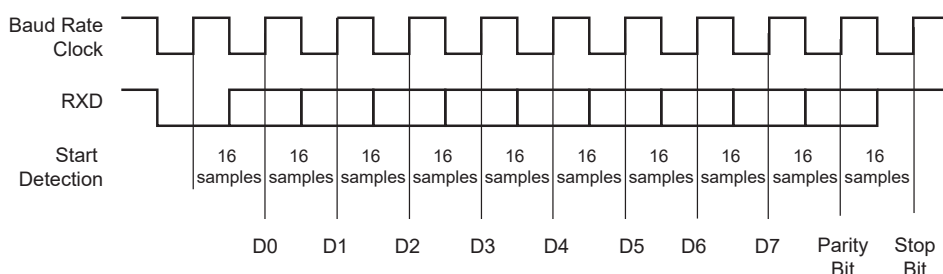 Baud Rate
Clock
RXD
Start
Detection
16
samples
16
samples
16
samples
16
samples
16
samples
16
samples
16
samples
16
samples
16
samples
16
samples
D0
D1
D2
D3
D4
D5
D6
D7
Parity
Bit
Stop
Bit